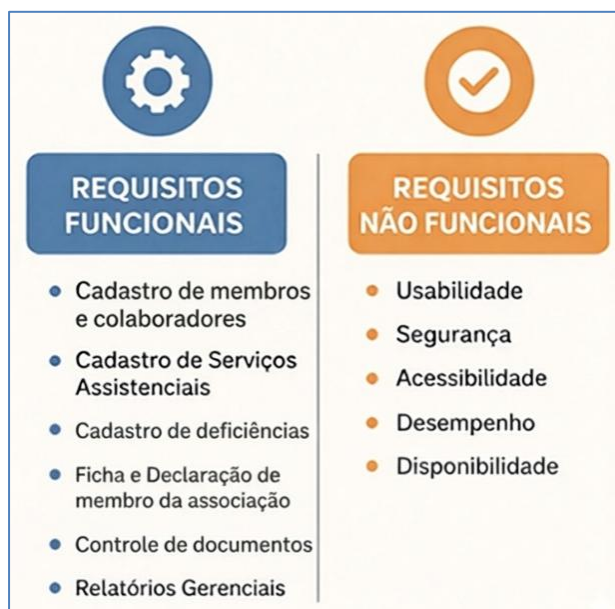 REQUISITOS
FUNCIONAIS
Cadastro de membros
e colaboradores
Cadastro de Serviços
Assistenciais
Cadastro de deficiências
Ficha e Declaração de
membro da associação
Controle de documentos
Relatórios Gerenciais
REQUISITOS
NÃO FUNCIONAIS
Usabilidade
Segurança
Acessibilidade
Desempenho
Disponibilidade